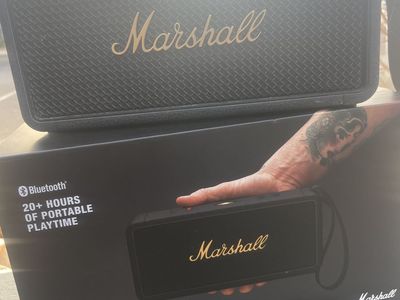 Marshall
Bluetooth®
20+ HOURS
OF PORTABLE
PLAYTIME
Marshall
Marshall